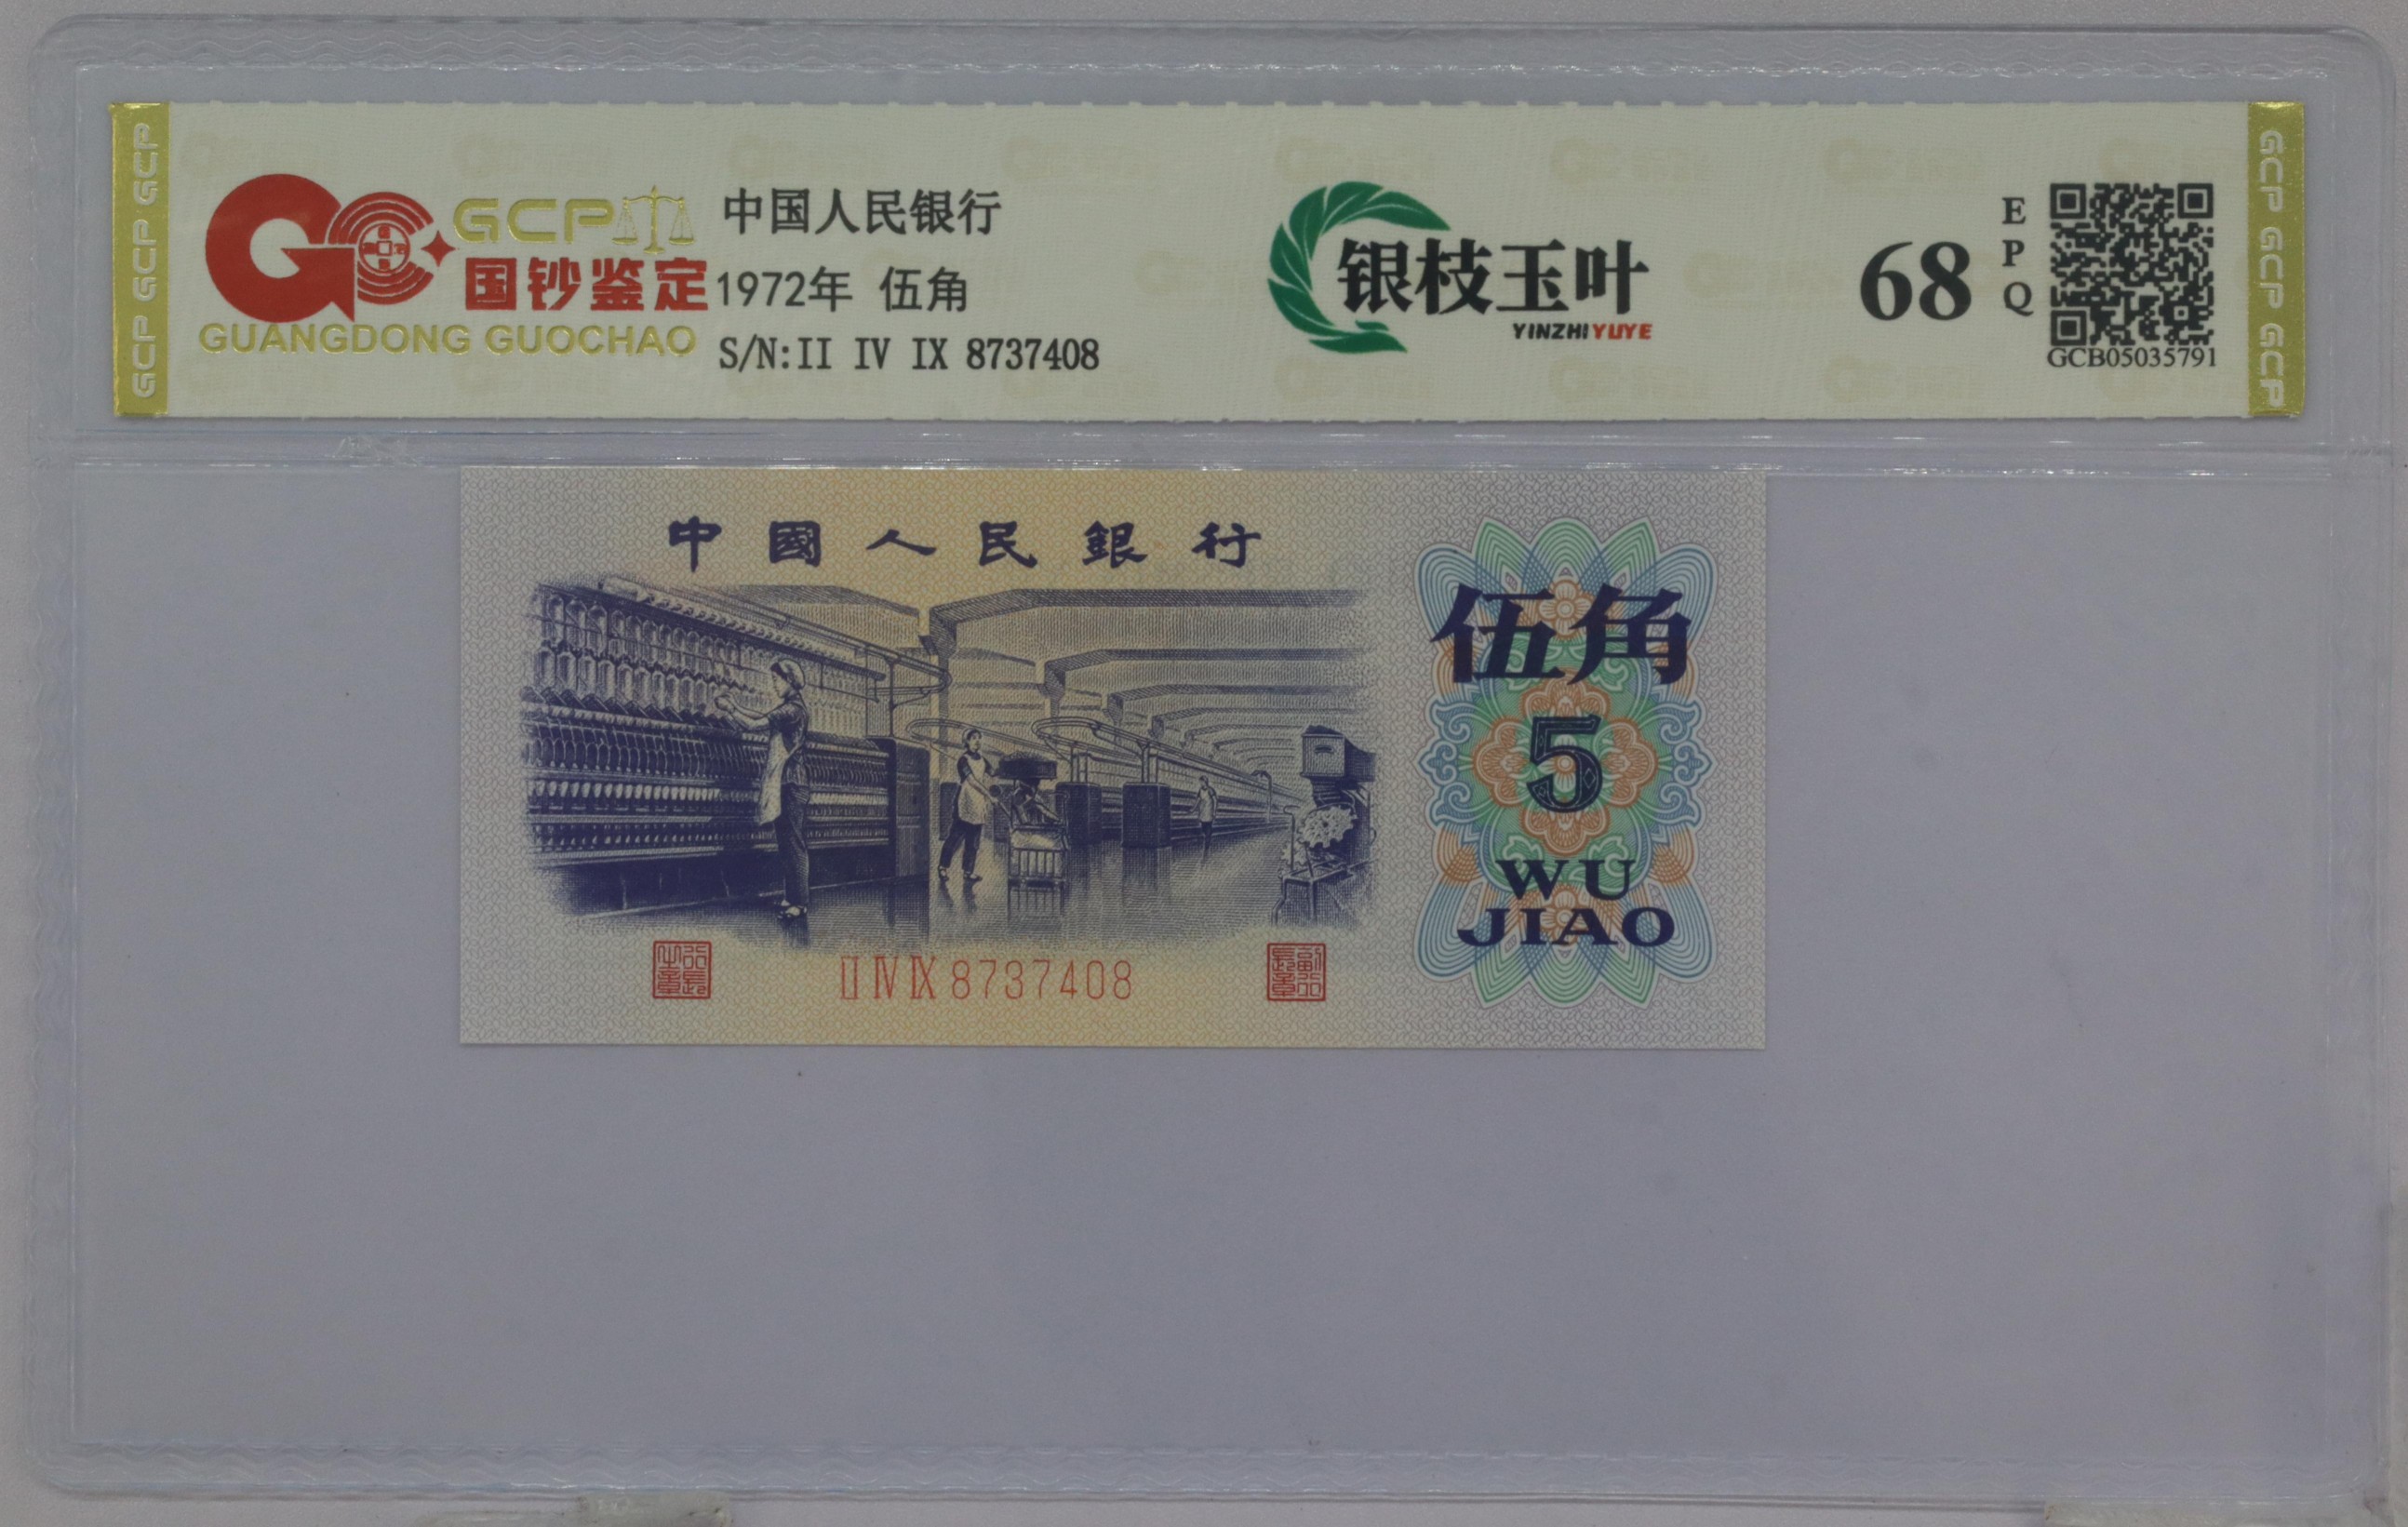 GCP GCP GCP
GCP
国钞鉴定
GUANGDONG GUOCHAO
中国人民银行
1972年 伍角
S/N:II IV IX 8737408
银枝玉叶
YINZHIYUYE
68
EPQ
GCB05035791
GCP GCP GCP
中國人民銀行
伍角
5
WU
JIAO
II IV IX 8737408